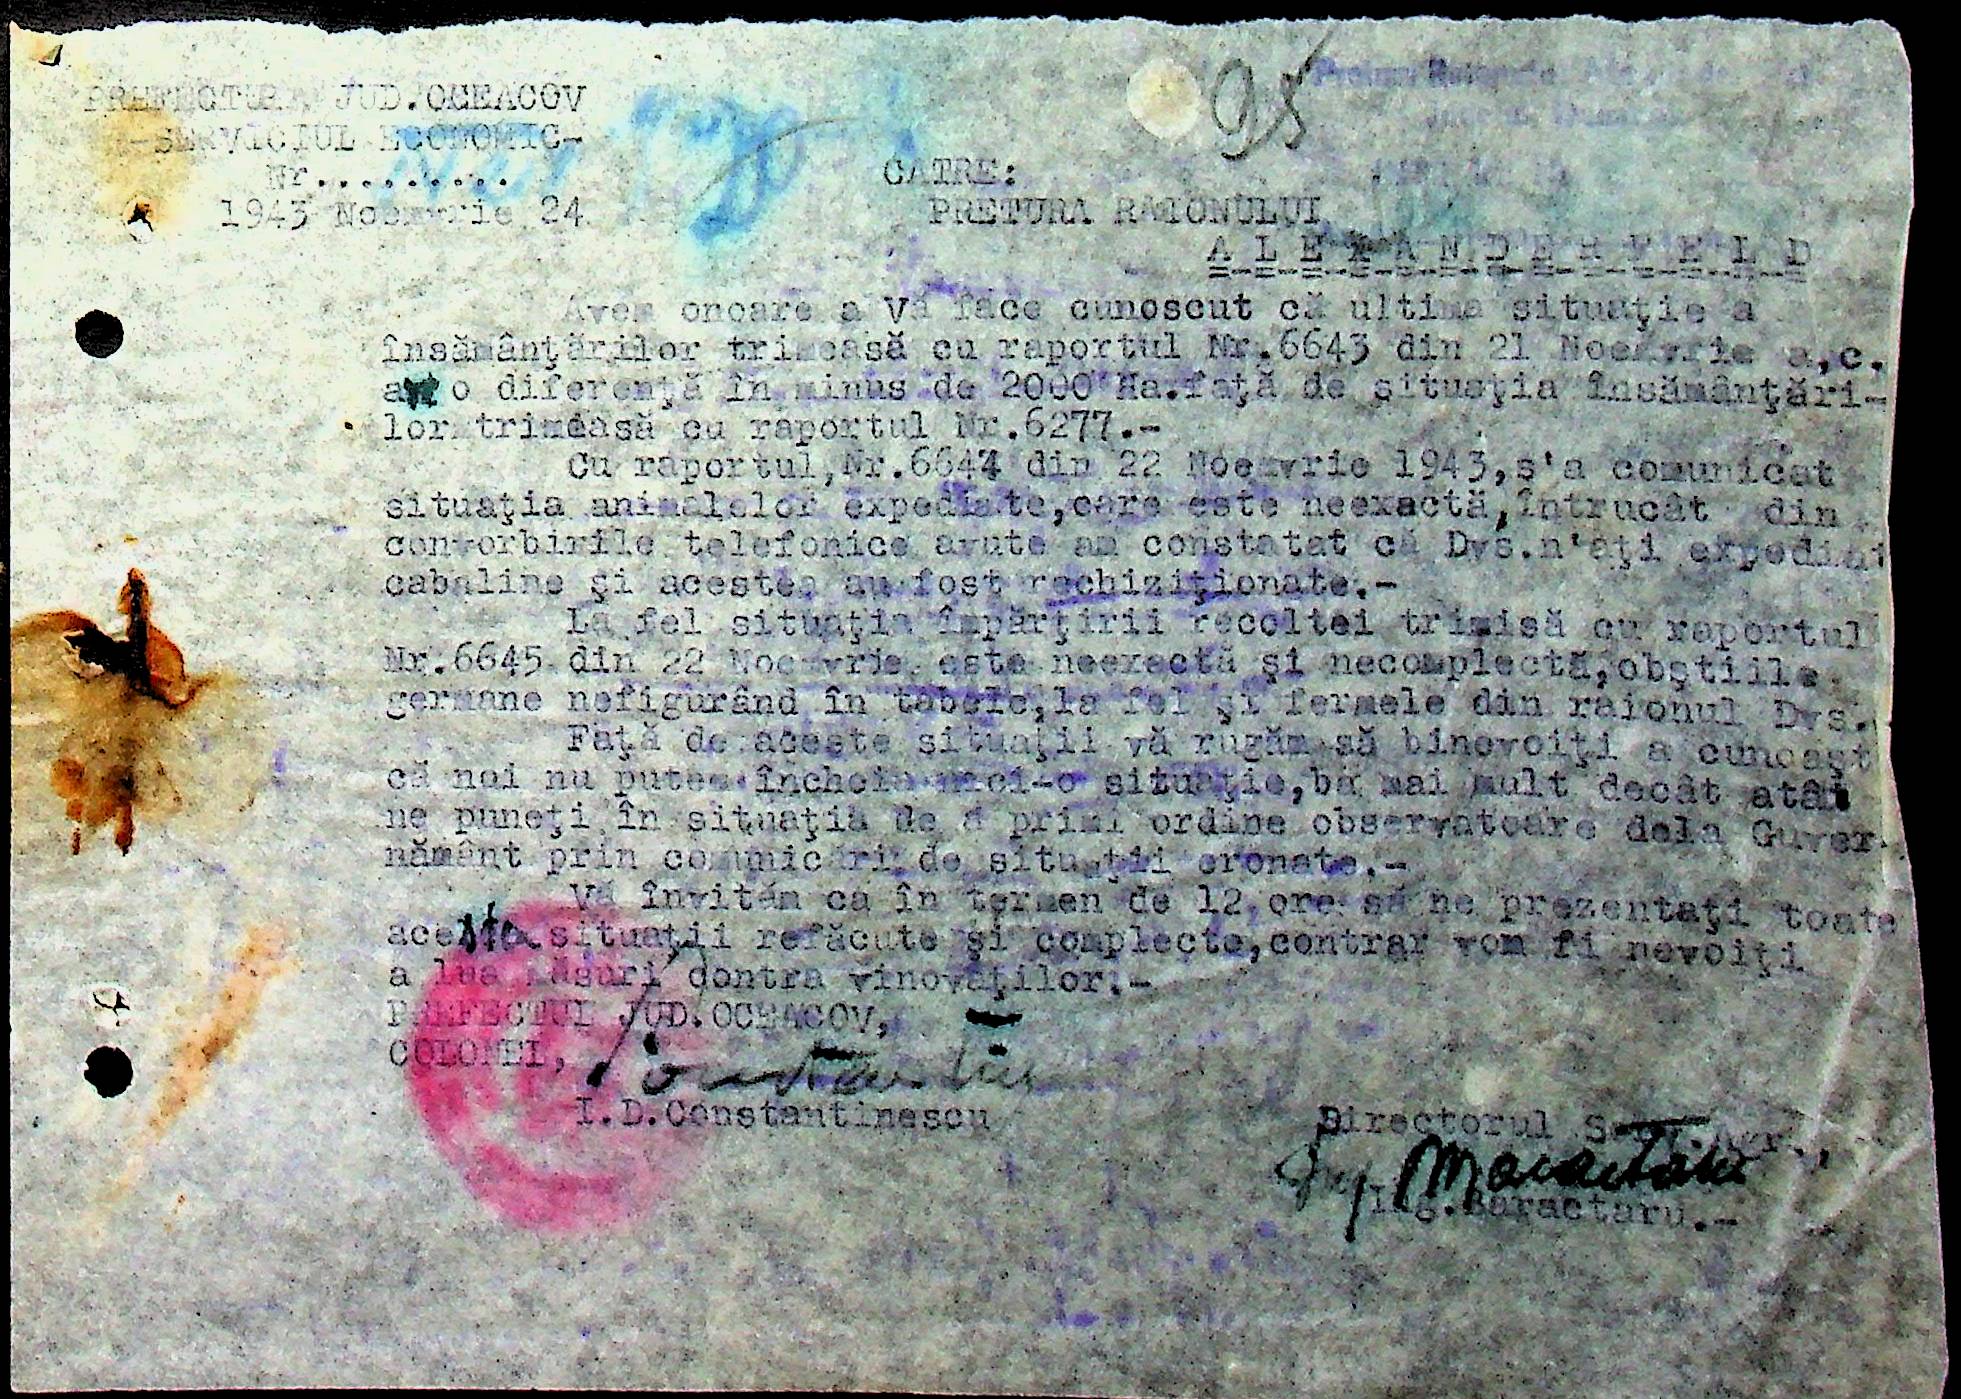 PREFECTURA JUD.OCEACOV
-SERVICIUL ECONOMIC-
Nr..........
1943 Noemvrie 24
95
CATRE:
PRETURA RAIONULUI
ALEXANDERFELD
Avem onoare a Vă face cunoscut că ultima situaţie a
însămânţărilor trimeasă cu raportul Nr.6643 din 21 Noemvrie a,c.
are o diferenţă în minus de 2000 Ha.faţă de situaţia însămânţări-
lor trimeasă cu raportul Nr.6277.-
Cu raportul,Nr.6644 din 22 Noemvrie 1943,s'a comunicat
situaţia animalelor expediate,care este neexactă,întrucât din
convorbirile telefonice avute am constatat că Dvs.n'aţi expediat
cabaline şi acestea au fost rechiziţionate.-
La fel situaţia împărţirii recoltei trimisă cu raportul
Nr.6645 din 22 Noemvrie este neexactă şi necomplectă,obştiile
germane nefigurând în tabele,la fel şi fermele din raionul Dvs.
Faţă de aceste situaţii vă rugăm să binevoiţi a cunoaşt
că noi nu putem încheia nici-o situaţie,ba mai mult decât atât
ne puneţi în situaţia de a primi ordine observatoare dela Guver-
nământ prin comunicări de situaţii eronate.-
Vă invităm ca în termen de 12 ore să ne prezentaţi toate
aceste situaţii refăcute şi complecte,contrar vom fi nevoiţi
a lua măsuri contra vinovaţilor.-
PREFECTUL JUD.OCEACOV,
COLONEL,
I.D.Constantinescu
Directorul Serv.Agr.,
Ing.Baractaru.-